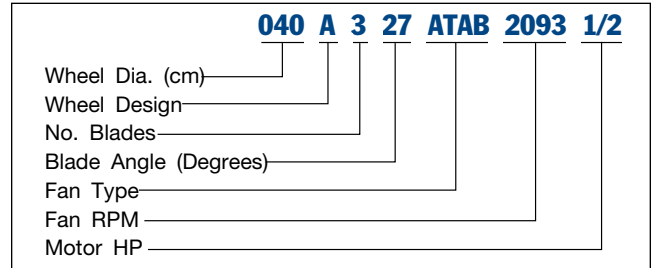 040 A 3 27 ATAB 2093 1/2
Wheel Dia. (cm)
Wheel Design
No. Blades
Blade Angle (Degrees)
Fan Type
Fan RPM
Motor HP